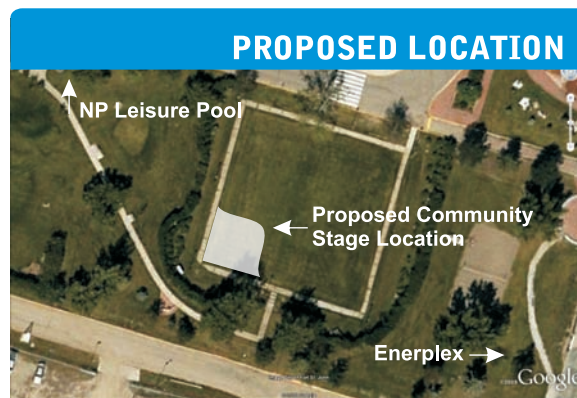 PROPOSED LOCATION
NP Leisure Pool
Proposed Community
Stage Location
Enerplex
Google